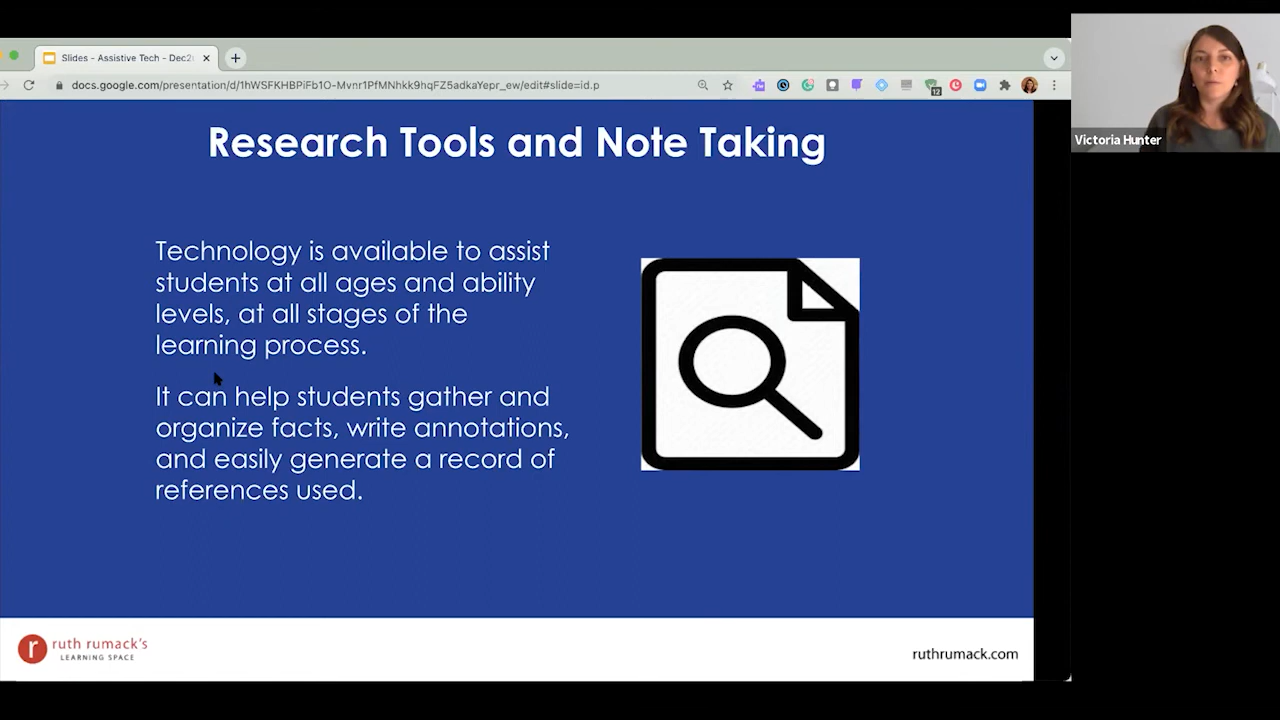 Slides - Assistive Tech - Dec2
docs.google.com/presentation/d/1hWSFKHBPiFb1O-Mvnr1PfMNhkk9hqFZ5adkaYepr_ew/edit#slide=id.p
12
Victoria Hunter
Research Tools and Note Taking
Technology is available to assist
students at all ages and ability
levels, at all stages of the
learning process.
It can help students gather and
organize facts, write annotations,
and easily generate a record of
references used.
r
ruth rumack's
LEARNING SPACE
ruthrumack.com